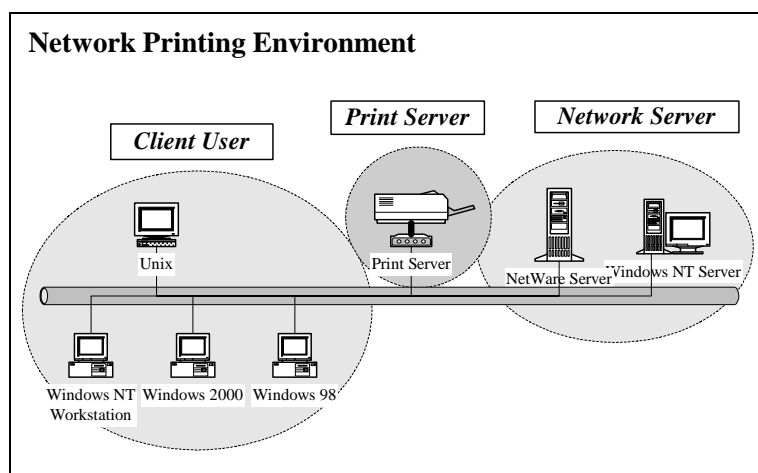 Network Printing Environment
Print Server
Network Server
Client User
Unix
Print Server
NetWare Server
Windows NT Server
Windows NT
Workstation
Windows 2000
Windows 98